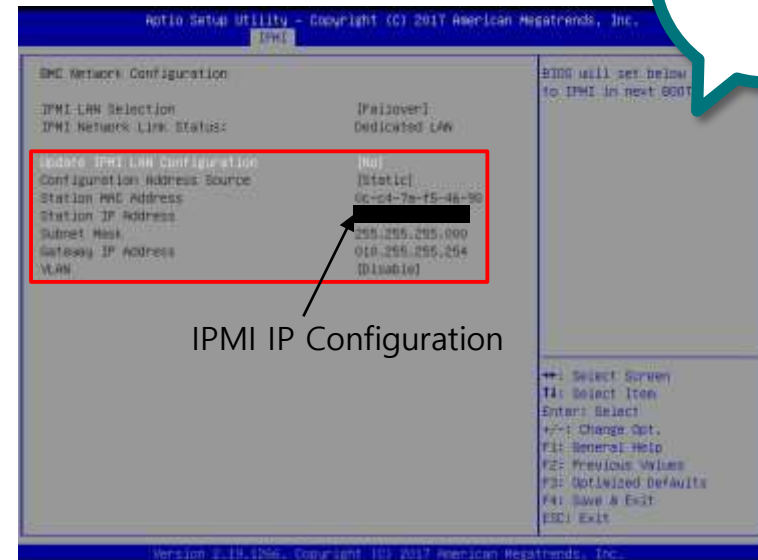 Aptio Setup Utility - Copyright (C) 2017 American Megatrends, Inc.
IPMI
BMC Network Configuration
BIOS will set below
to IPMI in next BOOT
IPMI LAN Selection [Failover]
IPMI Network Link Status: Dedicated LAN
Update IPMI LAN Configuration [No]
Configuration Address Source [Static]
Station MAC Address 0c-c4-7a-f5-46-90
Station IP Address
Subnet Mask 255.255.255.000
Gateway IP Address 010.255.255.254
VLAN [Disable]
IPMI IP Configuration
↔: Select Screen
↑↓: Select Item
Enter: Select
+/-: Change Opt.
F1: General Help
F2: Previous Values
F3: Optimized Defaults
F4: Save & Exit
ESC: Exit
Version 2.19.1266. Copyright (C) 2017 American Megatrends, Inc.